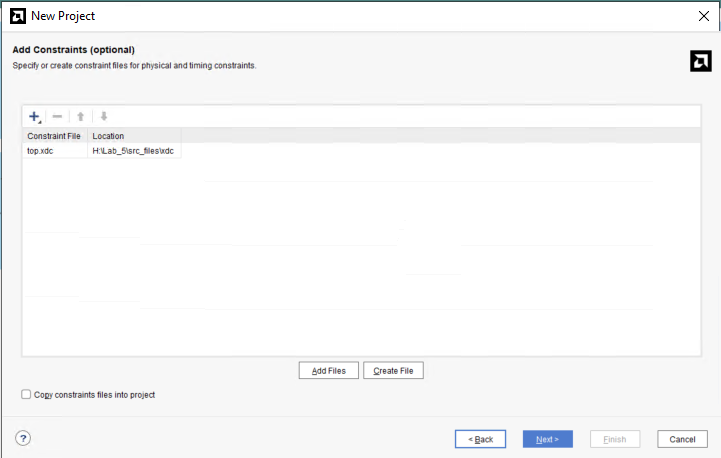 New Project
Add Constraints (optional)
Specify or create constraint files for physical and timing constraints.
Constraint File Location
top.xdc H:\Lab_5\src_files\xdc
Add Files Create File
Copy constraints files into project
? < Back Next > Finish Cancel